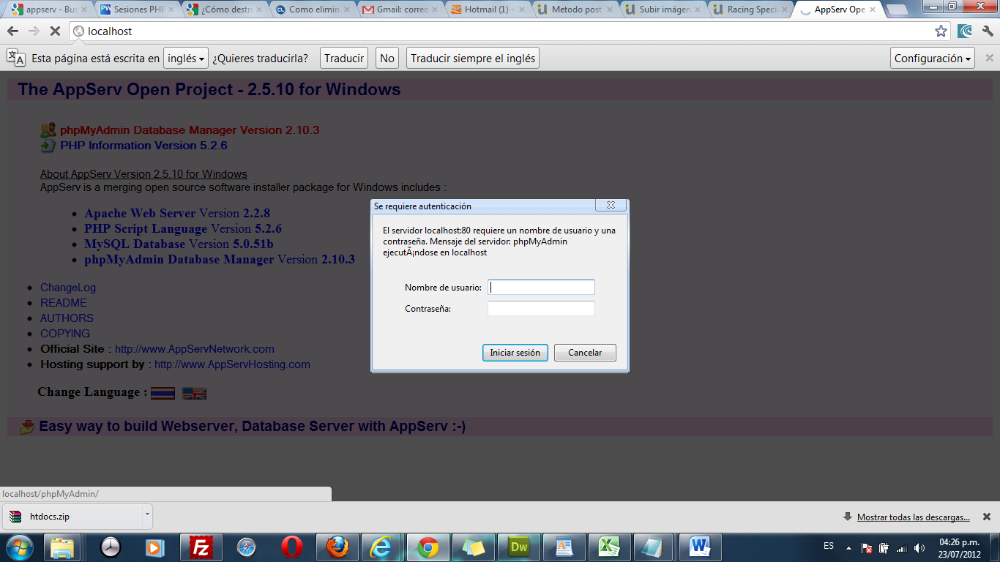 appserv - Bus
Sesiones PHP
¿Cómo destr
Como elimin
Gmail: correo
Hotmail (1) -
Metodo post
Subir imágen
Racing Speci
AppServ Ope
localhost
Esta página está escrita en inglés ¿Quieres traducirla? Traducir No Traducir siempre el inglés Configuración
The AppServ Open Project - 2.5.10 for Windows
phpMyAdmin Database Manager Version 2.10.3
PHP Information Version 5.2.6
About AppServ Version 2.5.10 for Windows
AppServ is a merging open source software installer package for Windows includes :
Apache Web Server Version 2.2.8
PHP Script Language Version 5.2.6
MySQL Database Version 5.0.51b
phpMyAdmin Database Manager Version 2.10.3
ChangeLog
README
AUTHORS
COPYING
Official Site : http://www.AppServNetwork.com
Hosting support by : http://www.AppServHosting.com
Change Language :
Easy way to build Webserver, Database Server with AppServ :-)
Se requiere autenticación
El servidor localhost:80 requiere un nombre de usuario y una
contraseña. Mensaje del servidor: phpMyAdmin
ejecutÃ¡ndose en localhost
Nombre de usuario:
Contraseña:
Iniciar sesión Cancelar
localhost/phpMyAdmin/
htdocs.zip
Mostrar todas las descargas...
Fz
Dw
W
ES
04:26 p.m.
23/07/2012